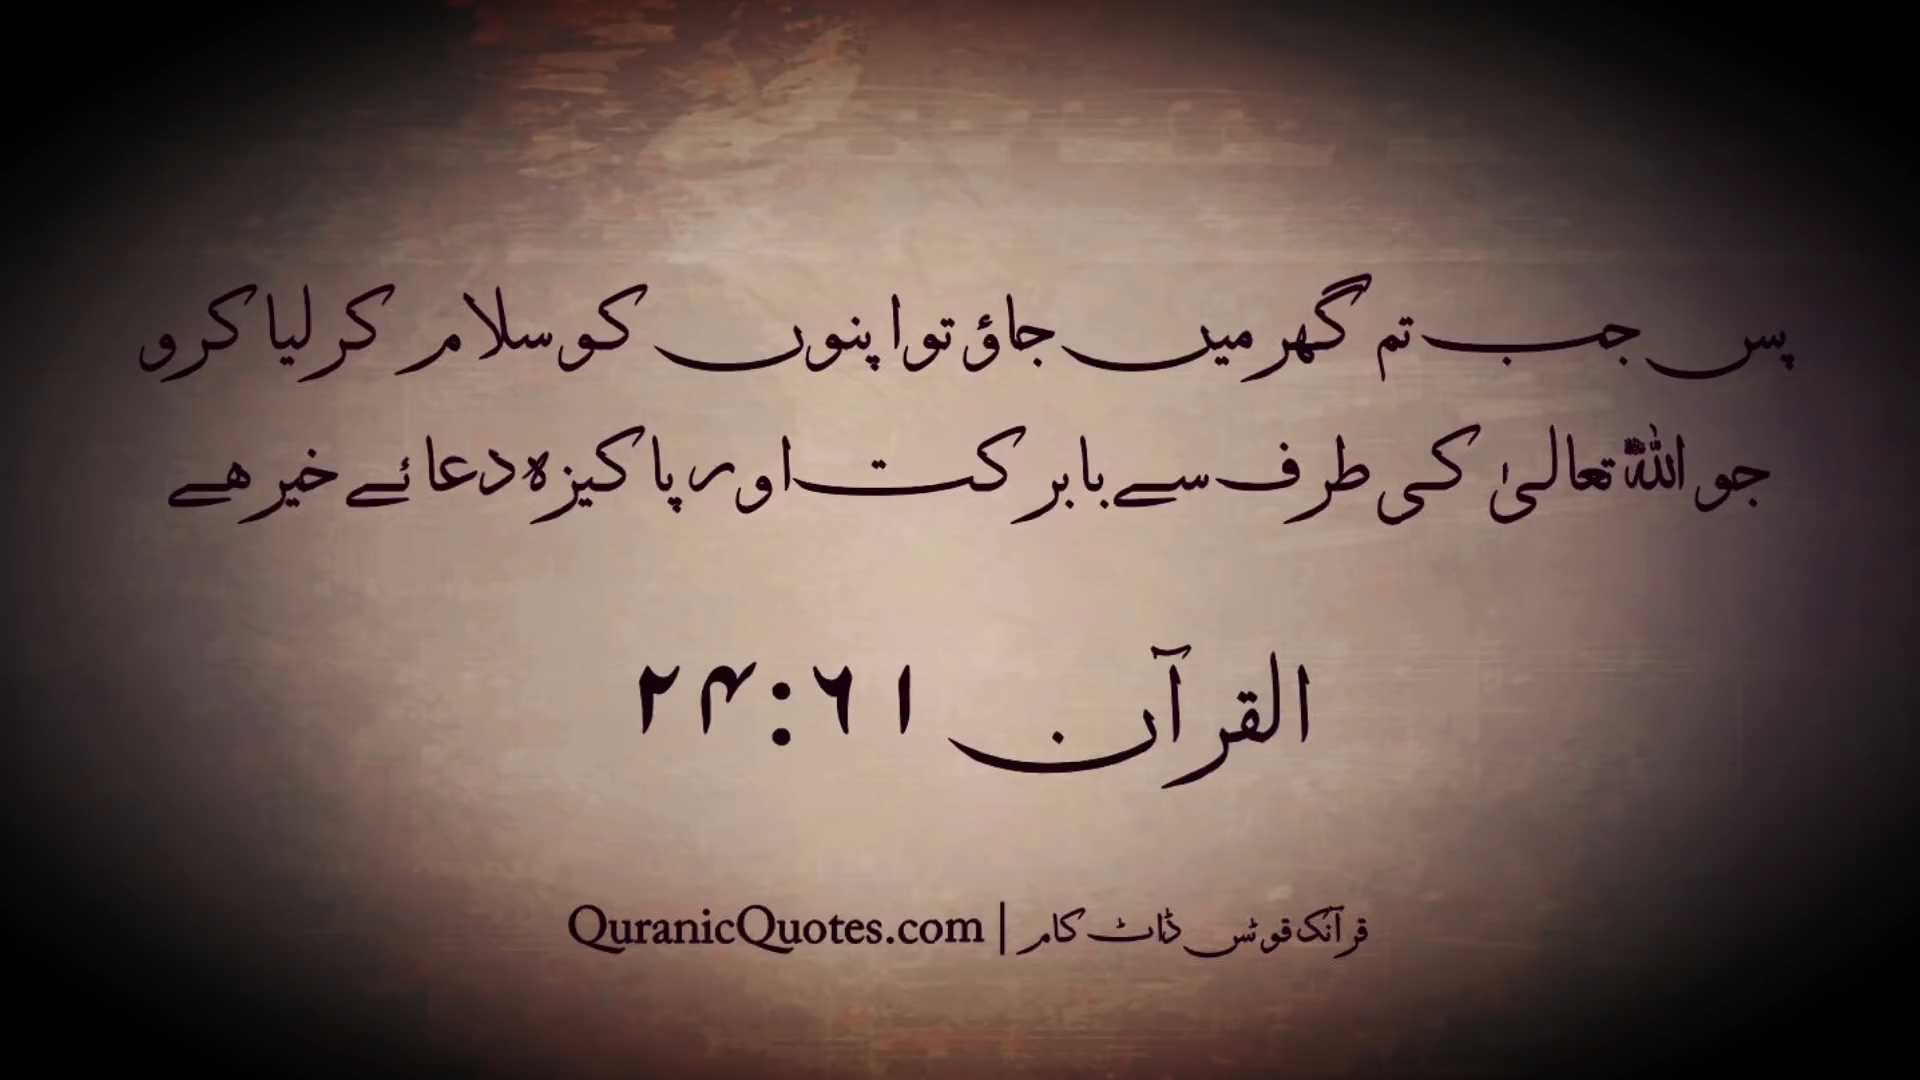 پس جب تم گھر میں جاؤ تو اپنوں کو سلام کر لیا کرو
جو اللہ تعالیٰ کی طرف سے بابرکت اور پاکیزہ دعائے خیر ھے
القرآن ۲۴:۶۱
QuranicQuotes.com | قرآنک قوٹس ڈاٹ کام